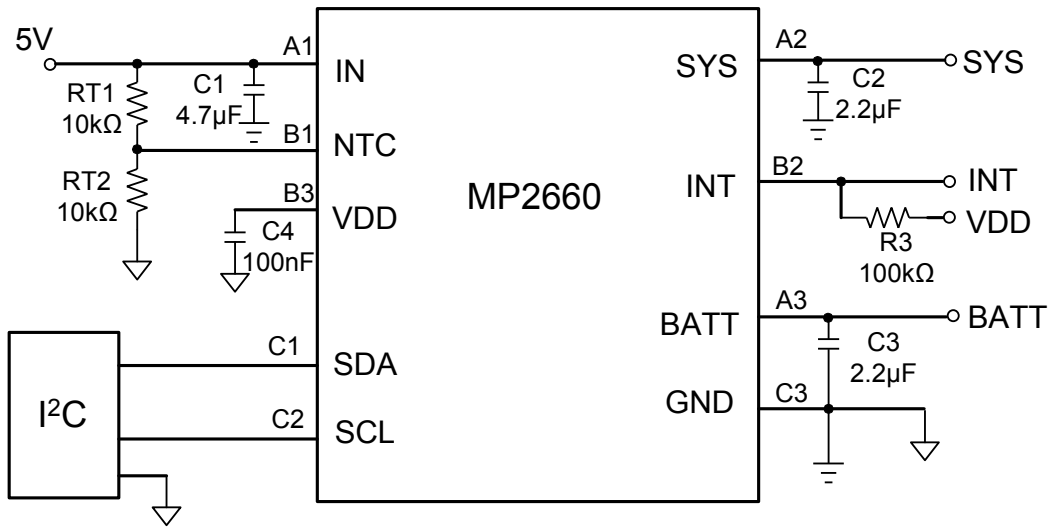 5V
A1
IN
RT1
10kΩ
C1
4.7µF
B1
NTC
RT2
10kΩ
B3
VDD
C4
100nF
I²C
C1
SDA
C2
SCL
MP2660
SYS
A2
SYS
C2
2.2µF
INT
B2
INT
VDD
R3
100kΩ
BATT
A3
BATT
C3
2.2µF
GND
C3